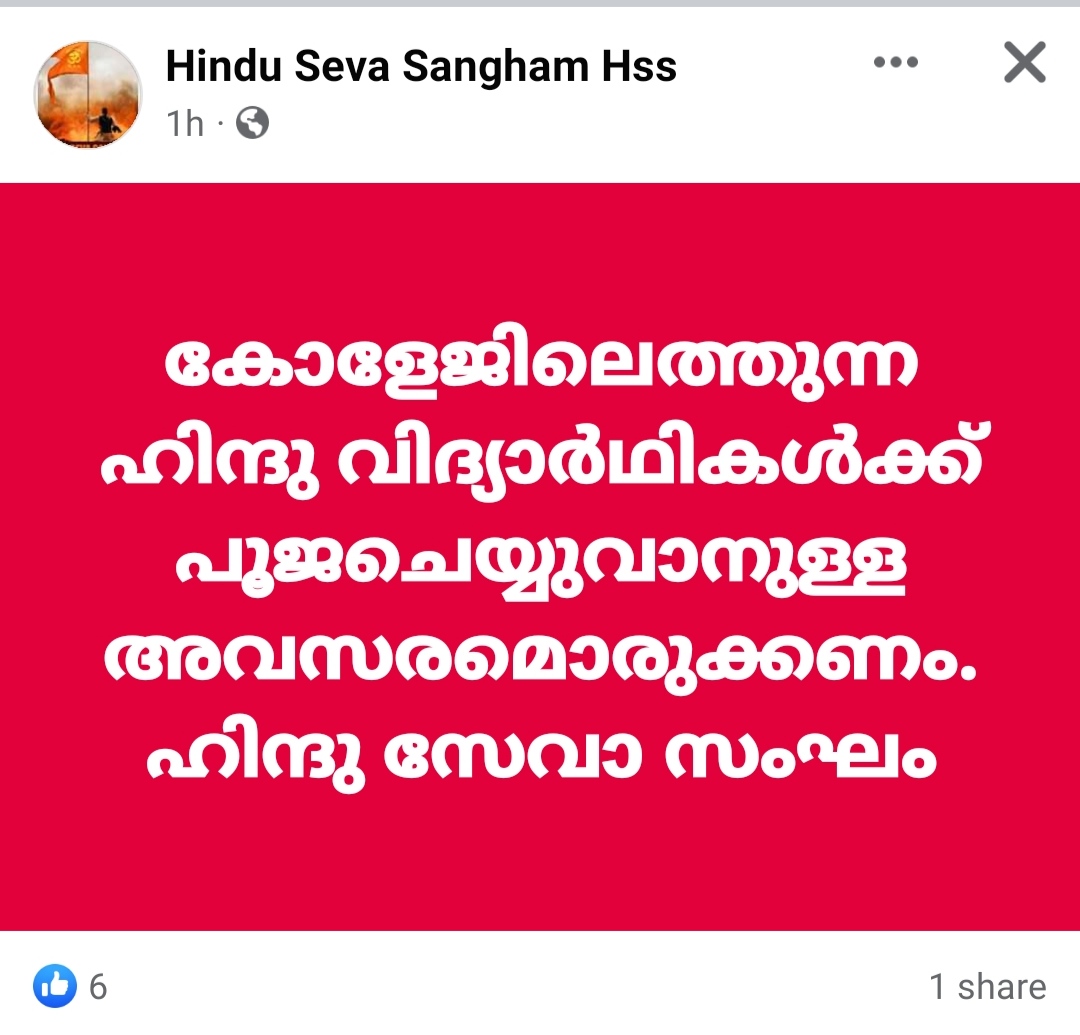 Hindu Seva Sangham Hss
1h ·
കോളേജിലെത്തുന്ന
ഹിന്ദു വിദ്യാർഥികൾക്ക്
പൂജചെയ്യുവാനുള്ള
അവസരമൊരുക്കണം.
ഹിന്ദു സേവാ സംഘം
6
1 share